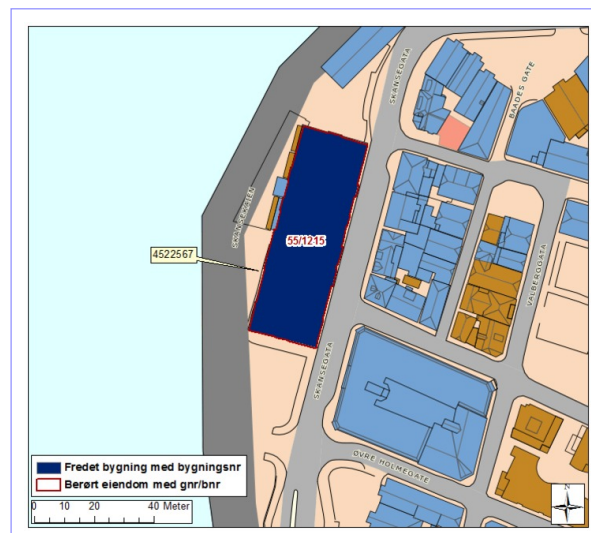 SKANSEGATA
BAADES GATE
SKANSEKAIEN
55/1215
4522567
VALBERGGATA
SKANSEGATA
ØVRE HOLMEGATE
Fredet bygning med bygningsnr
Berørt eiendom med gnr/bnr
0 10 20 40 Meter
N